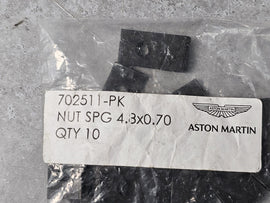 702511-PK
NUT SPG 4.8x0.70
QTY 10
ASTON MARTIN